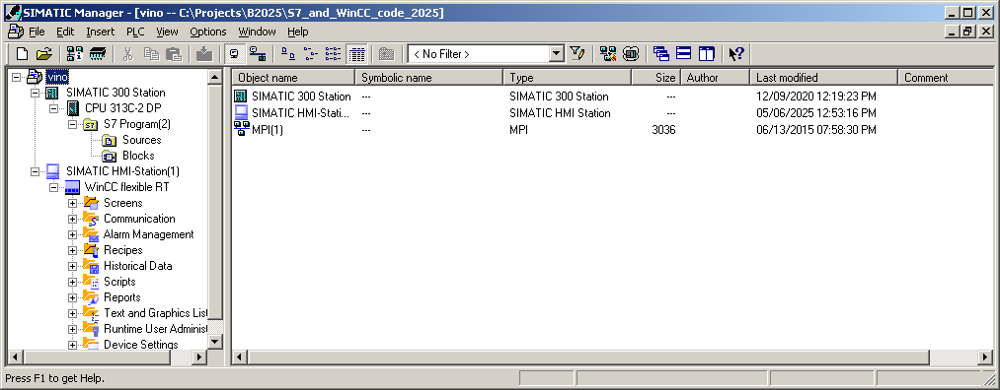 SIMATIC Manager - [vino -- C:\Projects\B2025\S7_and_WinCC_code_2025]
File Edit Insert PLC View Options Window Help
< No Filter >
vino
SIMATIC 300 Station
CPU 313C-2 DP
S7 Program(2)
Sources
Blocks
SIMATIC HMI-Station(1)
WinCC flexible RT
Screens
Communication
Alarm Management
Recipes
Historical Data
Scripts
Reports
Text and Graphics List
Runtime User Administ
Device Settings
Object name Symbolic name Type Size Author Last modified Comment
SIMATIC 300 Station --- SIMATIC 300 Station --- 12/09/2020 12:19:23 PM
SIMATIC HMI-Stati... --- SIMATIC HMI Station --- 05/06/2025 12:53:16 PM
MPI(1) --- MPI 3036 06/13/2015 07:58:30 PM
Press F1 to get Help.